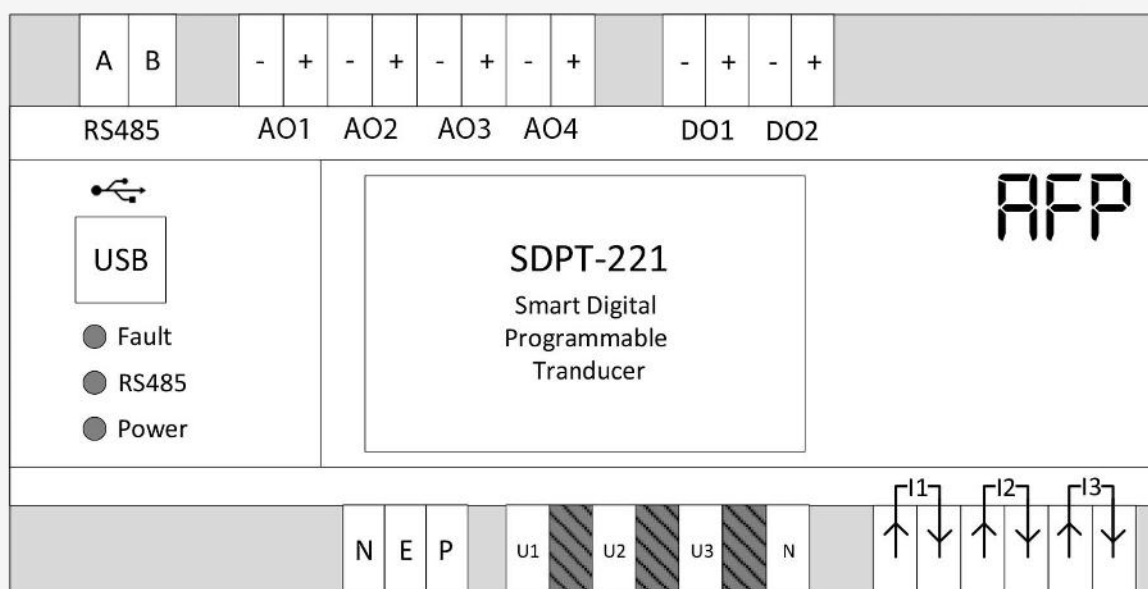 A B - + - + - + - + - + - +
RS485 AO1 AO2 AO3 AO4 DO1 DO2
AFP
USB
Fault
RS485
Power
SDPT-221
Smart Digital
Programmable
Tranducer
I1 I2 I3
N E P U1 U2 U3 N